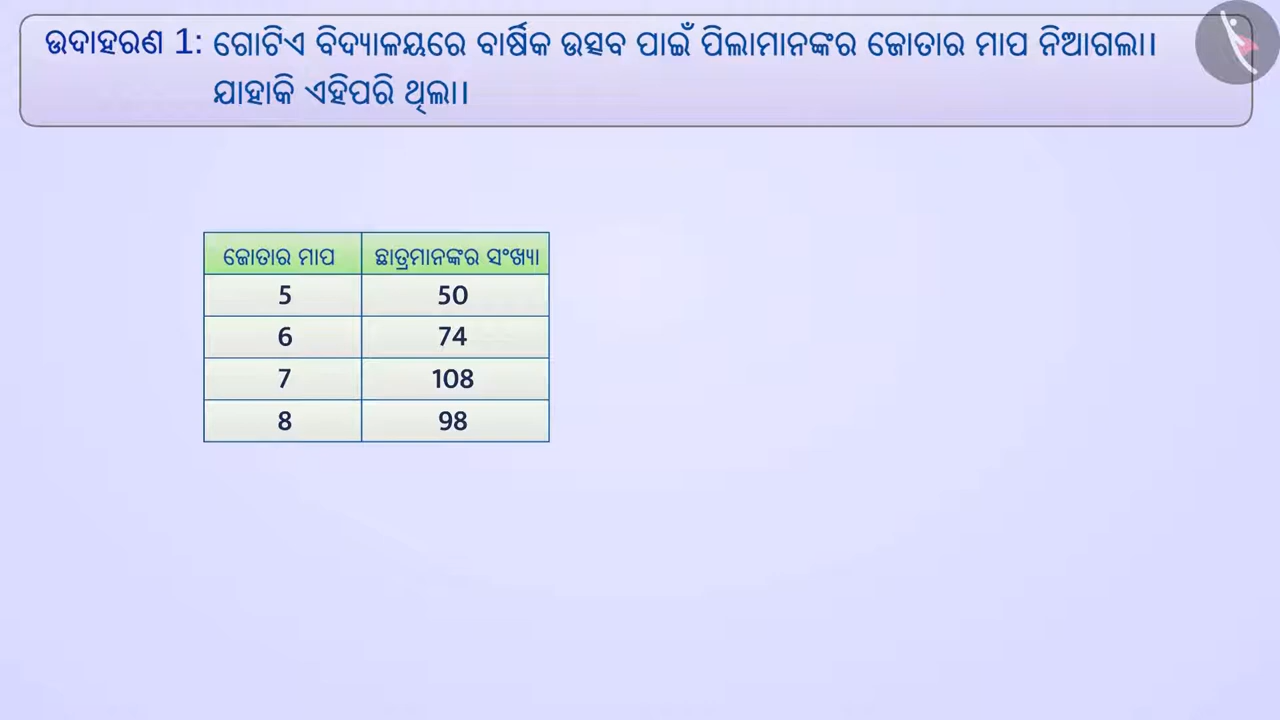 ଉଦାହରଣ 1: ଗୋଟିଏ ବିଦ୍ୟାଳୟରେ ବାର୍ଷିକ ଉତ୍ସବ ପାଇଁ ପିଲାମାନଙ୍କର ଜୋତାର ମାପ ନିଆଗଲା।
ଯାହାକି ଏହିପରି ଥିଲା।
ଜୋତାର ମାପ ଛାତ୍ରମାନଙ୍କର ସଂଖ୍ୟା
5 50
6 74
7 108
8 98